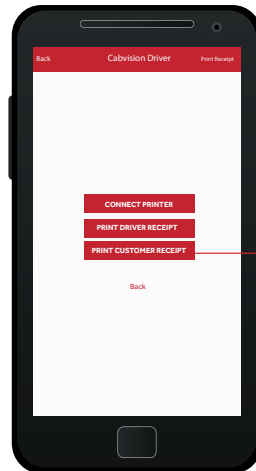 Back Cabvision Driver Print Receipt
CONNECT PRINTER
PRINT DRIVER RECEIPT
PRINT CUSTOMER RECEIPT
Back